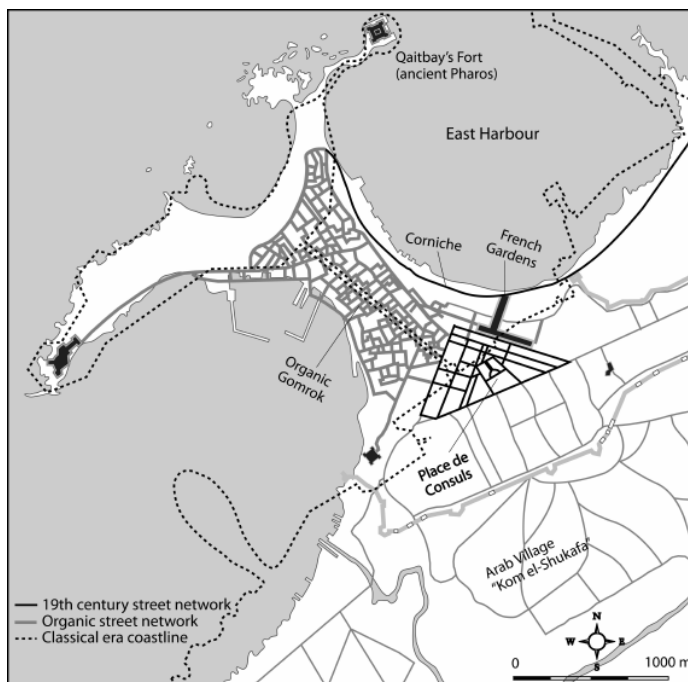 Qaitbay's Fort
(ancient Pharos)
East Harbour
Corniche
French
Gardens
Organic
Gomrok
Place de
Consuls
Arab Village
"Kom el-Shukafa"
19th century street network
Organic street network
Classical era coastline
N
W E
S
0 1000 m